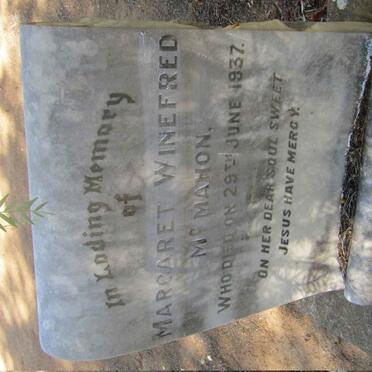 In Loving Memory
of
MARGARET WINEFRED
MCMAHON,
WHO DIED ON 29TH JUNE 1937.
ON HER DEAR SOUL SWEET
JESUS HAVE MERCY.